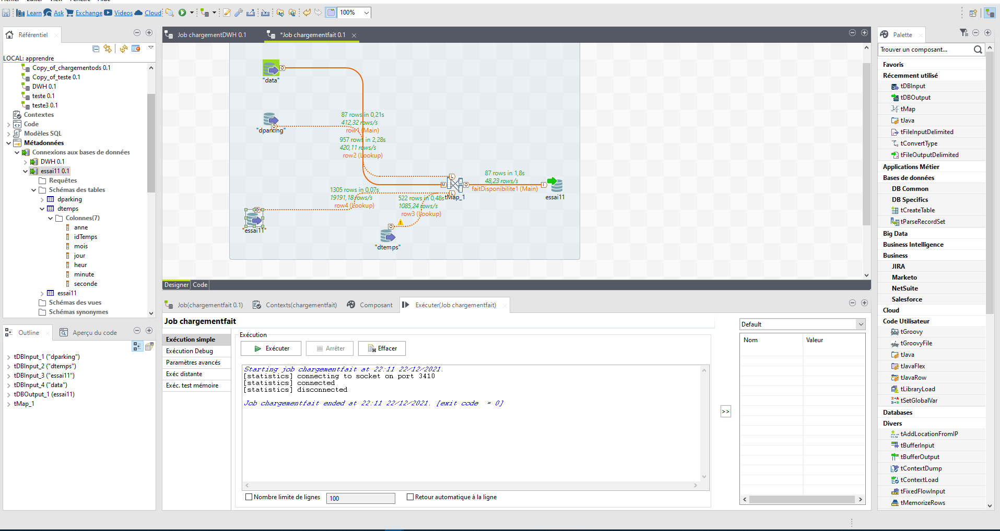 Fichier Editer View Fenêtre Aide
Learn Ask Exchange Videos Cloud 100%
Référentiel
LOCAL: apprendre
Copy_of_chargementods 0.1
Copy_of_teste 0.1
DWH 0.1
teste 0.1
teste3 0.1
Contextes
Code
Modèles SQL
Métadonnées
Connexions aux bases de données
DWH 0.1
essai11 0.1
Requêtes
Schémas des tables
dparking
dtemps
Colonnes(7)
anne
idTemps
mois
jour
heur
minute
seconde
essai11
Schémas des vues
Schémas synonymes
Outline Aperçu du code
tDBInput_1 ("dparking")
tDBInput_2 ("dtemps")
tDBInput_3 ("essai11")
tDBInput_4 ("data")
tDBOutput_1 (essai11)
tMap_1
Job chargementDWH 0.1 *Job chargementfait 0.1
O
"data"
O
"dparking"
87 rows in 0,21s
412,32 rows/s
row1 (Main)
957 rows in 2,28s
420,11 rows/s
row2 (Lookup)
L
M
O
L
tMap_1
87 rows in 1,8s
48,23 rows/s
faitDisponibilite1 (Main)
I
essai11
1305 rows in 0,07s
19191,18 rows/s
row4 (Lookup)
522 rows in 0,48s
1085,24 rows/s
row3 (Lookup)
O
"essai11"
O
"dtemps"
Designer Code
Job(chargementfait 0.1) Contexts(chargementfait) Composant Exécuter(Job chargementfait)
Job chargementfait
Exécution simple
Exécution Debug
Paramètres avancés
Exéc distante
Exéc. test mémoire
Exécution
Exécuter Arrêter Effacer
Starting job chargementfait at 22:11 22/12/2021.
[statistics] connecting to socket on port 3410
[statistics] connected
[statistics] disconnected
Job chargementfait ended at 22:11 22/12/2021. [exit code  = 0]
Nombre limite de lignes 100 Retour automatique à la ligne
>>
Default
Nom Valeur
Palette
Trouver un composant...
Favoris
Récemment utilisé
tDBInput
tDBOutput
tMap
tJava
tFileInputDelimited
tConvertType
tFileOutputDelimited
Applications Métier
Bases de données
DB Common
DB Specifics
tCreateTable
tParseRecordSet
Big Data
Business Intelligence
Business
JIRA
Marketo
NetSuite
Salesforce
Cloud
Code Utilisateur
tGroovy
tGroovyFile
tJava
tJavaFlex
tJavaRow
tLibraryLoad
tSetGlobalVar
Databases
Divers
tAddLocationFromIP
tBufferInput
tBufferOutput
tContextDump
tContextLoad
tFixedFlowInput
tMemorizeRows